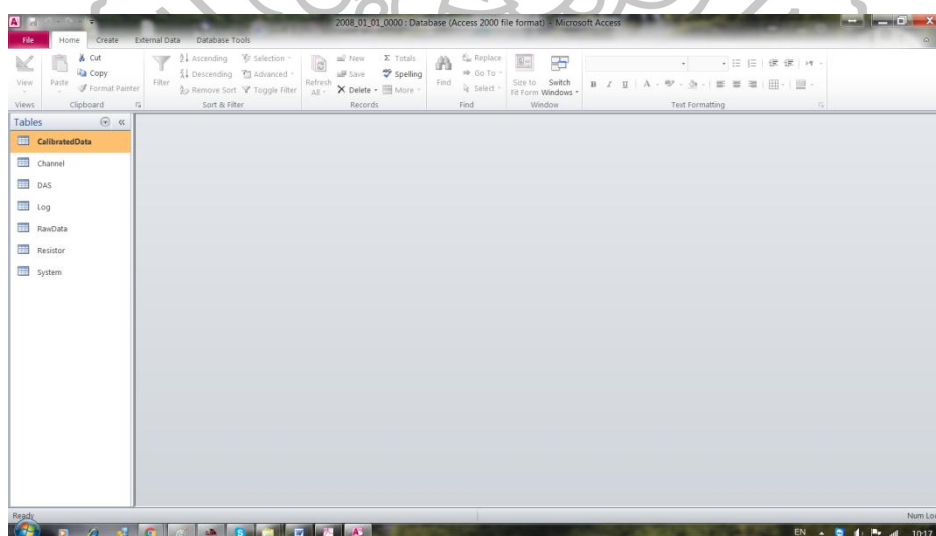 2008_01_01_0000 : Database (Access 2000 file format) - Microsoft Access
File Home Create External Data Database Tools
View
Views
Paste
Cut
Copy
Format Painter
Clipboard
Filter
Ascending
Descending
Remove Sort
Selection
Advanced
Toggle Filter
Sort & Filter
Refresh
All
New
Save
Delete
Totals
Spelling
More
Records
Find
Replace
Go To
Select
Find
Size to
Fit Form
Switch
Windows
Window
B I U A
Text Formatting
Tables
CalibratedData
Channel
DAS
Log
RawData
Resistor
System
Ready
Num Loc
EN
10:17